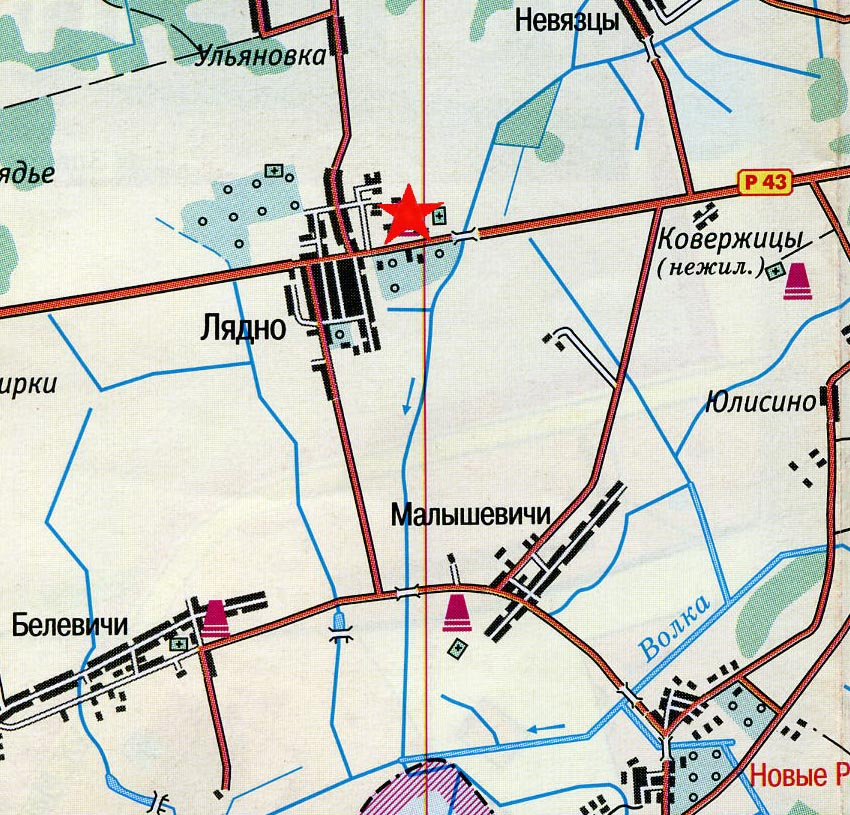 Невязцы
Ульяновка
ядье
Р 43
Ковержицы
(нежил.)
Лядно
ирки
Юлисино
Малышевичи
Белевичи
Волка
Новые Р